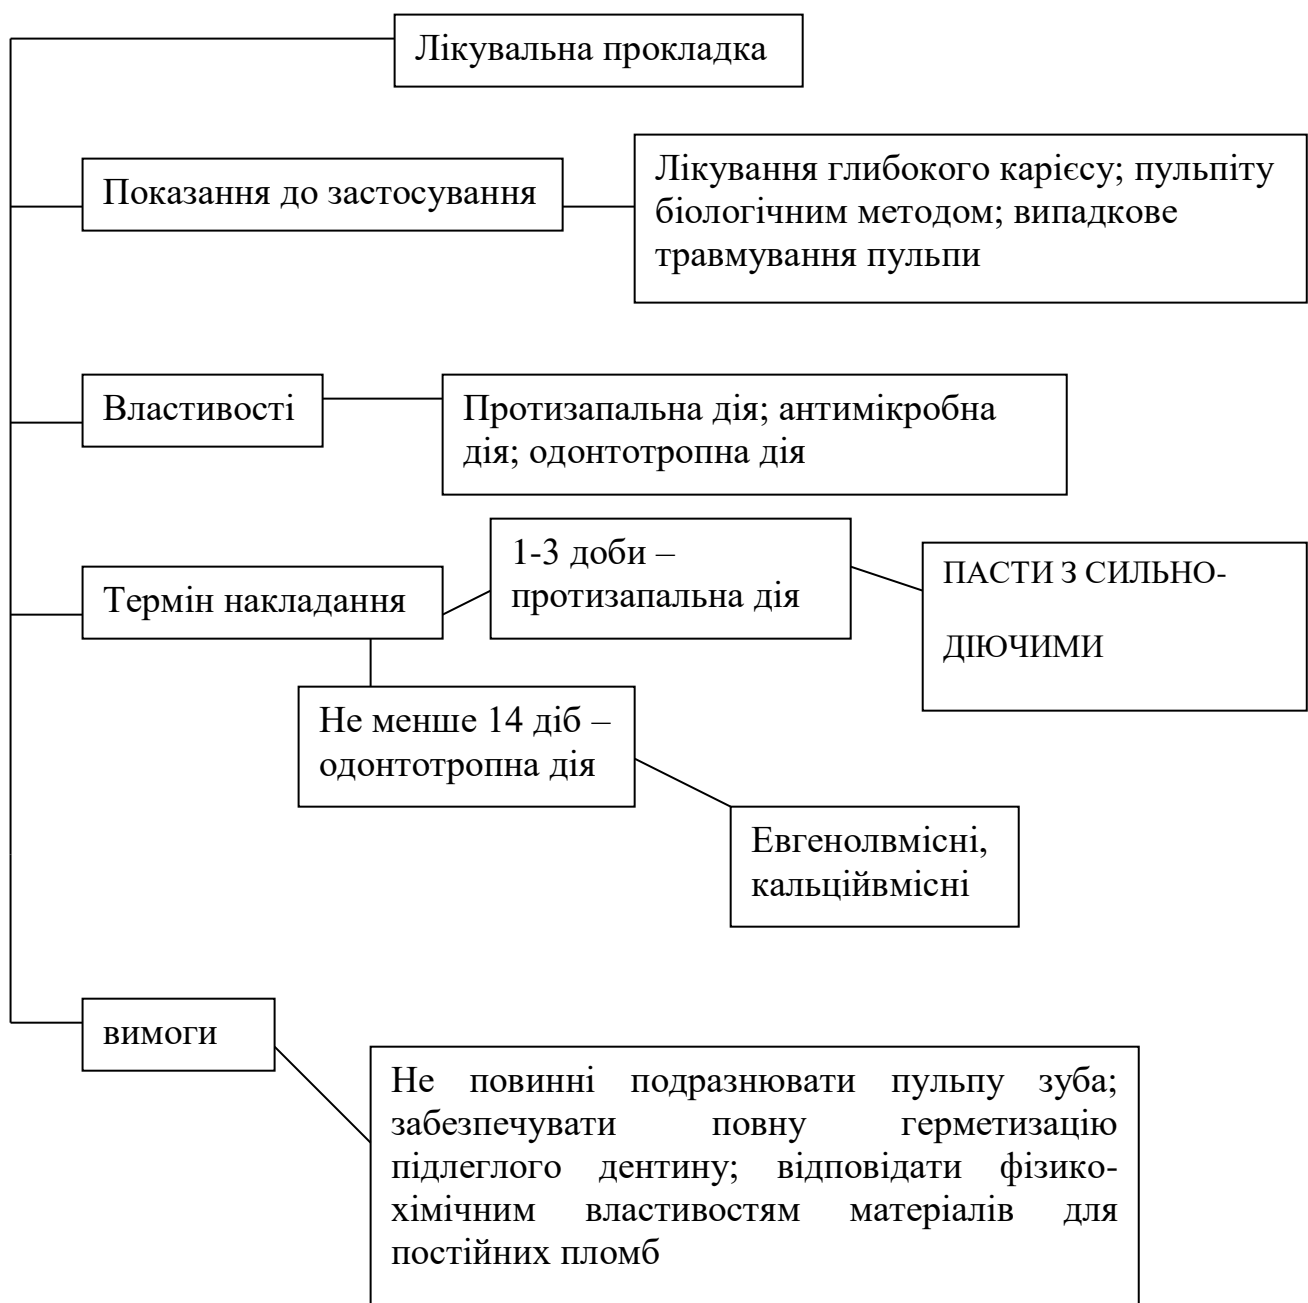 Лікувальна прокладка
Показання до застосування
Лікування глибокого карієсу; пульпіту
біологічним методом; випадкове
травмування пульпи
Властивості
Протизапальна дія; антимікробна
дія; одонтотропна дія
Термін накладання
1-3 доби –
протизапальна дія
ПАСТИ З СИЛЬНО-
ДІЮЧИМИ
Не менше 14 діб –
одонтотропна дія
Евгенолвмісні,
кальційвмісні
вимоги
Не повинні подразнювати пульпу зуба;
забезпечувати повну герметизацію
підлеглого дентину; відповідати фізико-
хімічним властивостям матеріалів для
постійних пломб